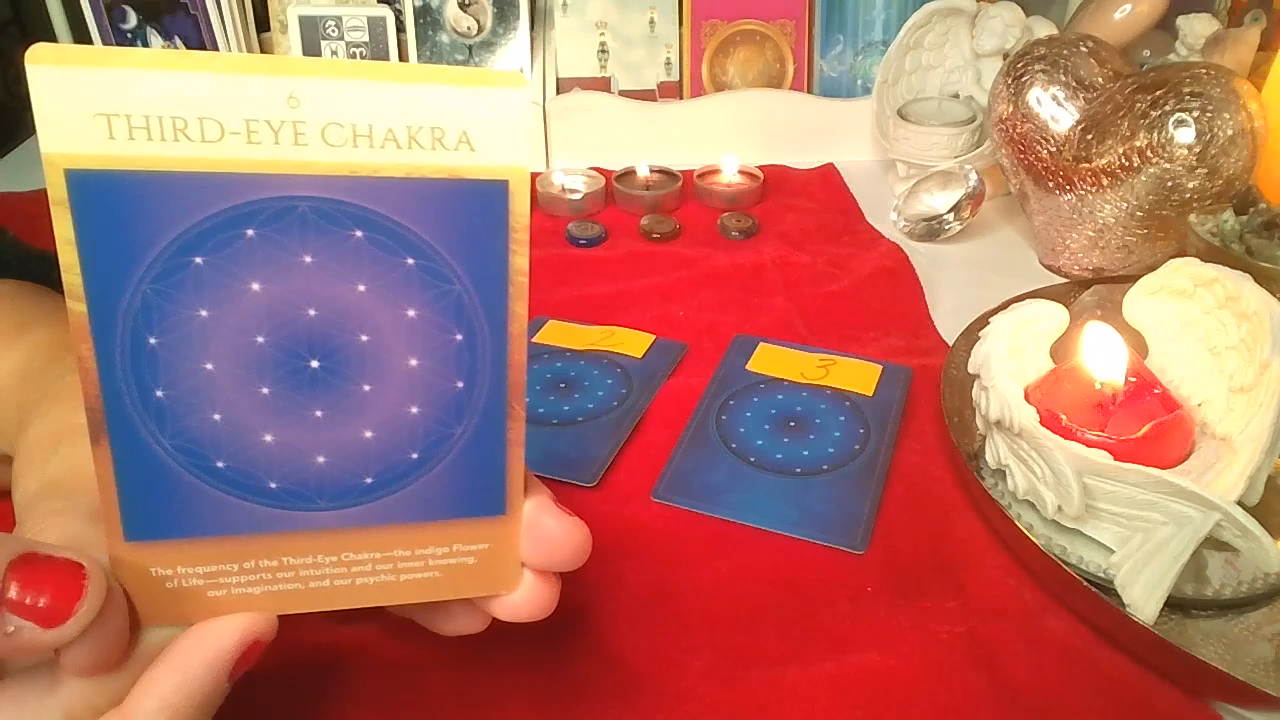 6
THIRD-EYE CHAKRA
The frequency of the Third-Eye Chakra—the indigo Flower
of Life—supports our intuition and our inner knowing,
our imagination, and our psychic powers.
2
3